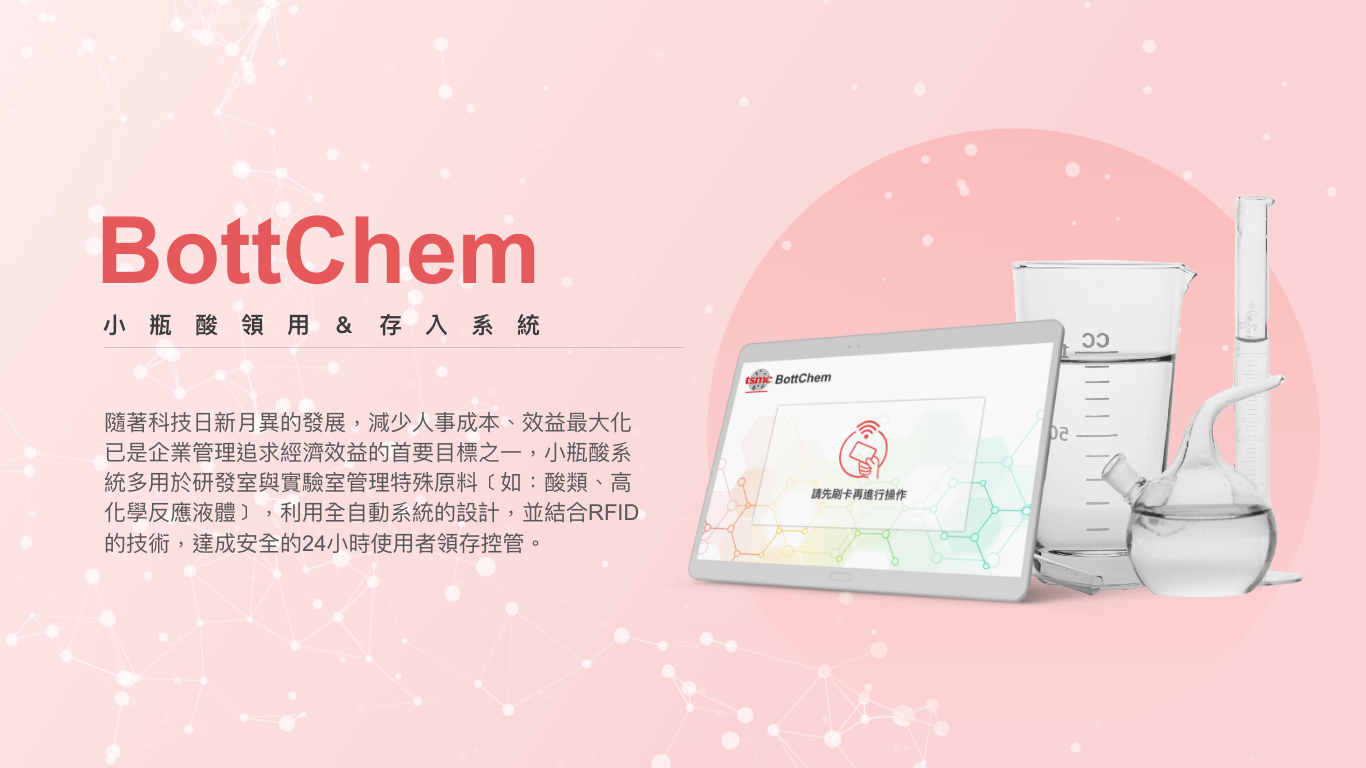 BottChem
小瓶酸領用&存入系統
隨著科技日新月異的發展，減少人事成本、效益最大化
已是企業管理追求經濟效益的首要目標之一，小瓶酸系
統多用於研發室與實驗室管理特殊原料﹝如：酸類、高
化學反應液體﹞，利用全自動系統的設計，並結合RFID
的技術，達成安全的24小時使用者領存控管。
tsmc BottChem
請先刷卡再進行操作
CC
1
50